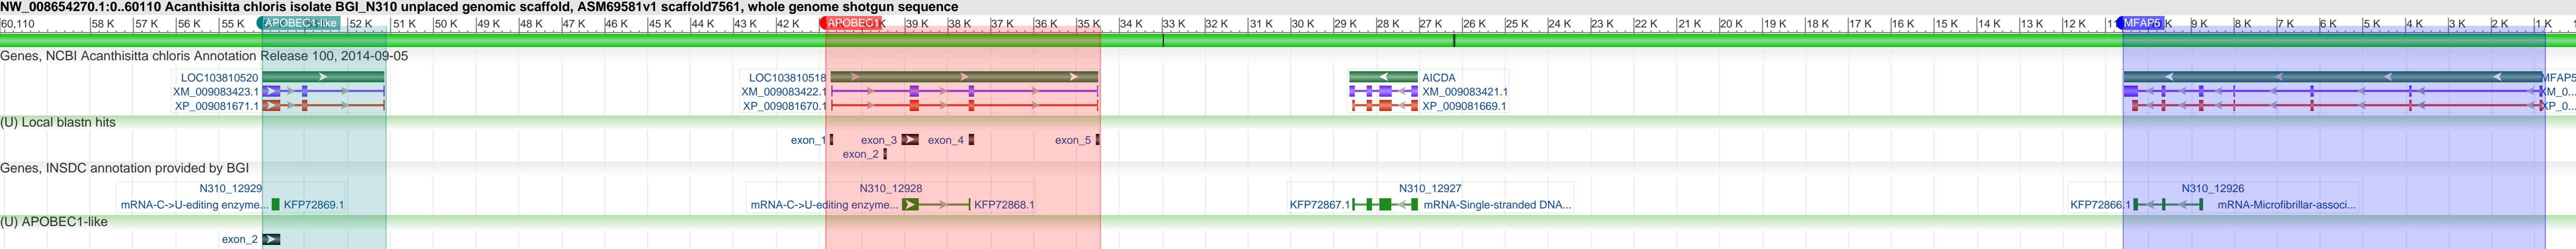 NW_008654270.1:0..60110 Acanthisitta chloris isolate BGI_N310 unplaced genomic scaffold, ASM69581v1 scaffold7561, whole genome shotgun sequence
60,110 58 K 57 K 56 K 55 K APOBEC1-like 52 K 51 K 50 K 49 K 48 K 47 K 46 K 45 K 44 K 43 K 42 K APOBEC1 39 K 38 K 37 K 36 K 35 K 34 K 33 K 32 K 31 K 30 K 29 K 28 K 27 K 26 K 25 K 24 K 23 K 22 K 21 K 20 K 19 K 18 K 17 K 16 K 15 K 14 K 13 K 12 K MFAP5 9 K 8 K 7 K 6 K 5 K 4 K 3 K 2 K 1 K
Genes, NCBI Acanthisitta chloris Annotation Release 100, 2014-09-05
LOC103810520 LOC103810518 AICDA MFAP5
XM_009083423.1 XM_009083422.1 XM_009083421.1 XM_0...
XP_009081671.1 XP_009081670.1 XP_009081669.1 XP_0...
(U) Local blastn hits
exon_1 exon_3 exon_4 exon_5
exon_2
Genes, INSDC annotation provided by BGI
N310_12929 N310_12928 N310_12927 N310_12926
mRNA-C->U-editing enzyme... KFP72869.1 mRNA-C->U-editing enzyme... KFP72868.1 KFP72867.1 mRNA-Single-stranded DNA... KFP72866.1 mRNA-Microfibrillar-associ...
(U) APOBEC1-like
exon_2